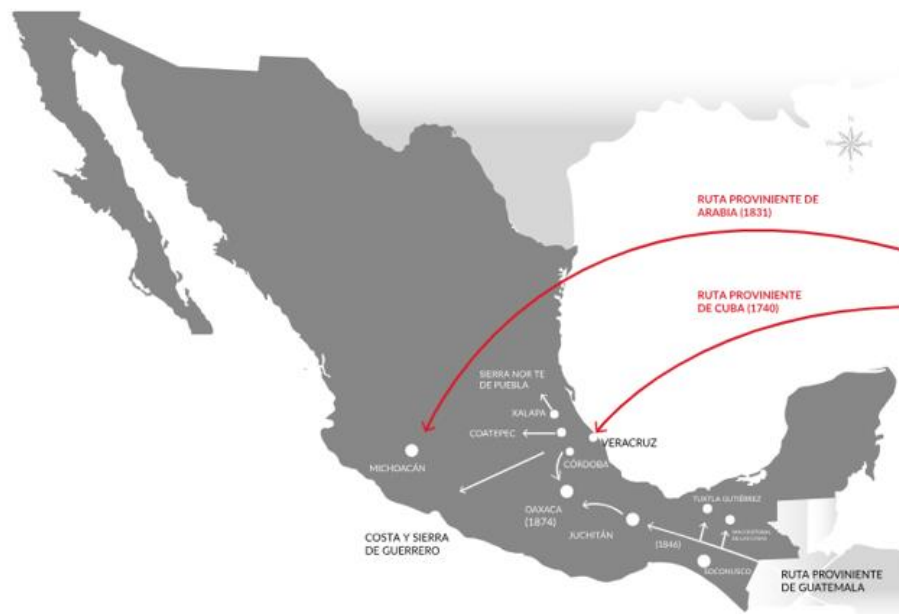 N
RUTA PROVINIENTE DE
ARABIA (1831)
RUTA PROVINIENTE
DE CUBA (1740)
SIERRA NOR TE
DE PUEBLA
XALAPA
COATEPEC
VERACRUZ
CÓRDOBA
MICHOACÁN
TUXTLA GUTIÉRREZ
OAXACA
(1874)
JUCHITÁN
(1846)
COSTA Y SIERRA
DE GUERRERO
SOCONUSCO
RUTA PROVINIENTE
DE GUATEMALA